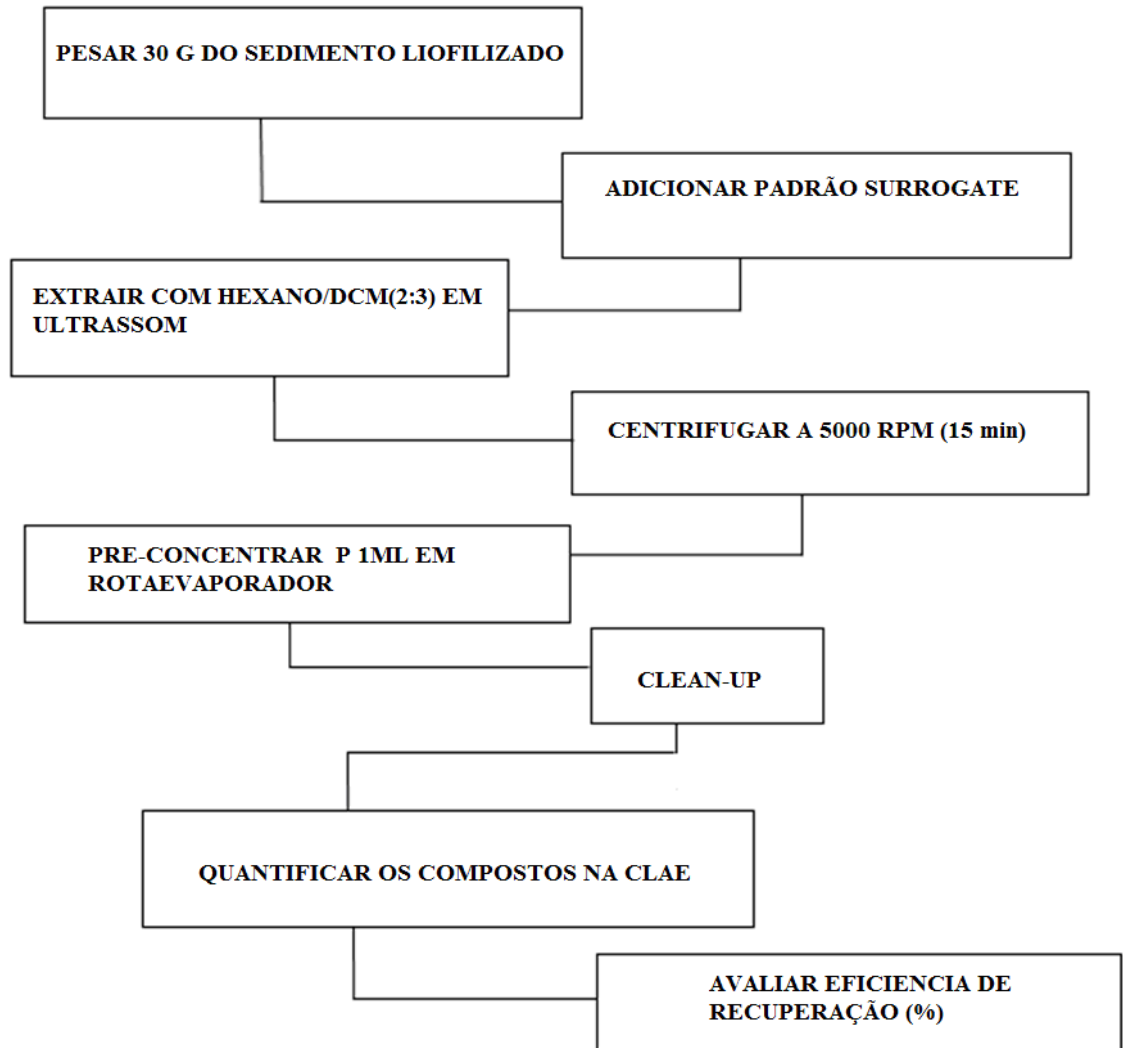 PESAR 30 G DO SEDIMENTO LIOFILIZADO
ADICIONAR PADRÃO SURROGATE
EXTRAIR COM HEXANO/DCM(2:3) EM
ULTRASSOM
CENTRIFUGAR A 5000 RPM (15 min)
PRE-CONCENTRAR P 1ML EM
ROTAEVAPORADOR
CLEAN-UP
QUANTIFICAR OS COMPOSTOS NA CLAE
AVALIAR EFICIENCIA DE
RECUPERAÇÃO (%)